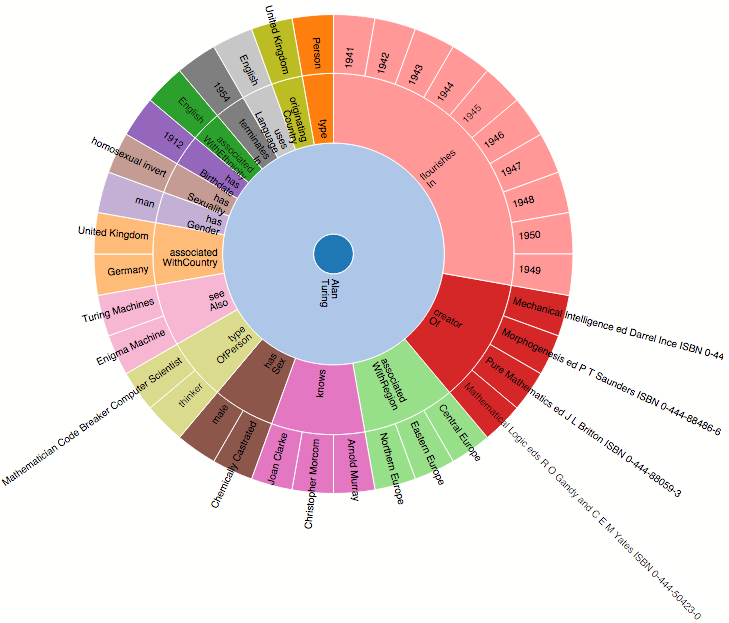 Alan
Turing
flourishes
In
1941
1942
1943
1944
1945
1946
1947
1948
1950
1949
creator
Of
Mechanical Intelligence ed Darrel Ince ISBN 0-44
Morphogenesis ed P T Saunders ISBN 0-444-88486-6
Pure Mathematics ed J L Britton ISBN 0-444-88059-3
Mathematical Logic eds R O Gandy and C E M Yates ISBN 0-444-50423-0
associated
WithRegion
Central Europe
Eastern Europe
Northern Europe
knows
Arnold Murray
Christopher Morcom
Joan Clarke
has
Sex
Chemically Castrated
male
type
OfPerson
thinker
Mathematician Code Breaker Computer Scientist
see
Also
Enigma Machine
Turing Machines
associated
WithCountry
Germany
United Kingdom
has
Gender
man
has
Sexuality
homosexual invert
has
Birthdate
1912
associated
WithEthnicity
English
terminates
In
1954
uses
Language
English
originating
Country
United Kingdom
type
Person